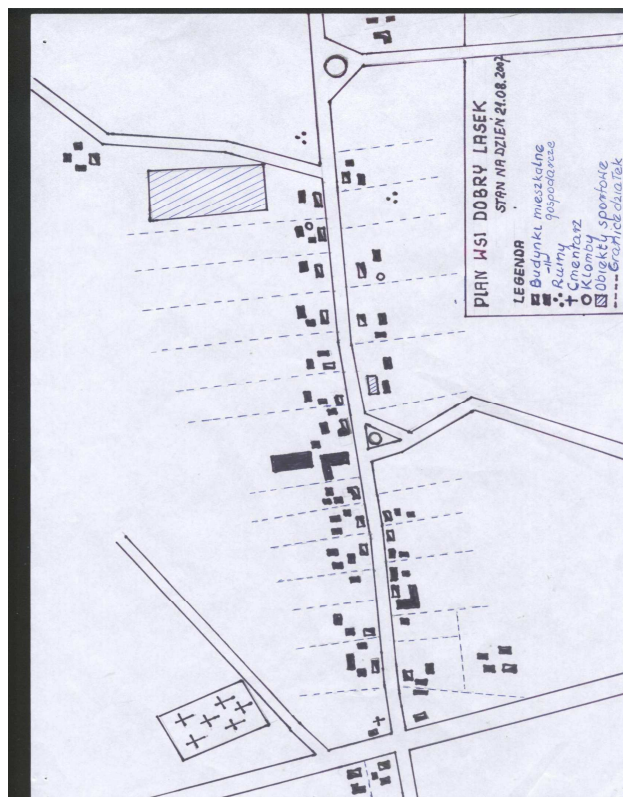 PLAN WSI DOBRY LASEK
STAN NA DZIEŃ 21.08.2007
LEGENDA
Budynki mieszkalne
-||- gospodarcze
Ruiny
Cmentarz
Klomby
Obiekty sportowe
Granice działek